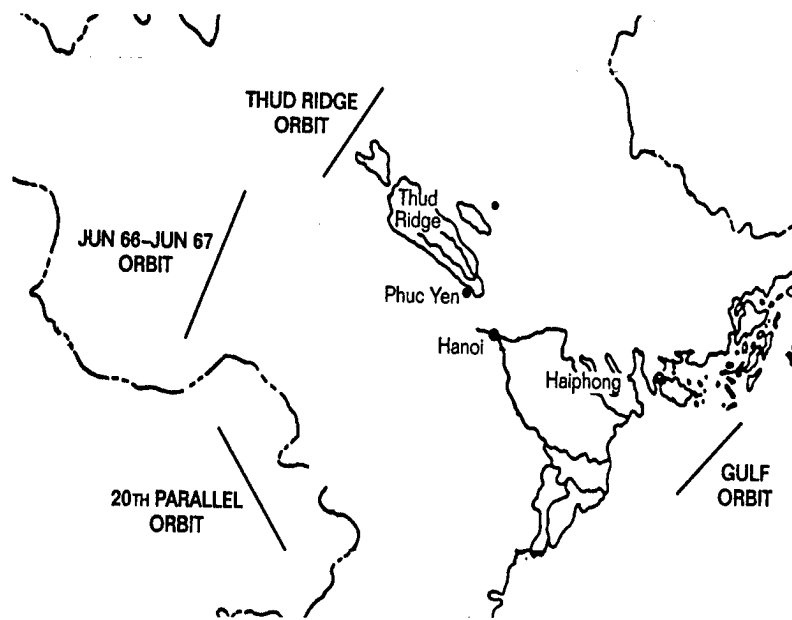 THUD RIDGE
ORBIT
Thud
Ridge
JUN 66–JUN 67
ORBIT
Phuc Yen
Hanoi
Haiphong
GULF
ORBIT
20TH PARALLEL
ORBIT